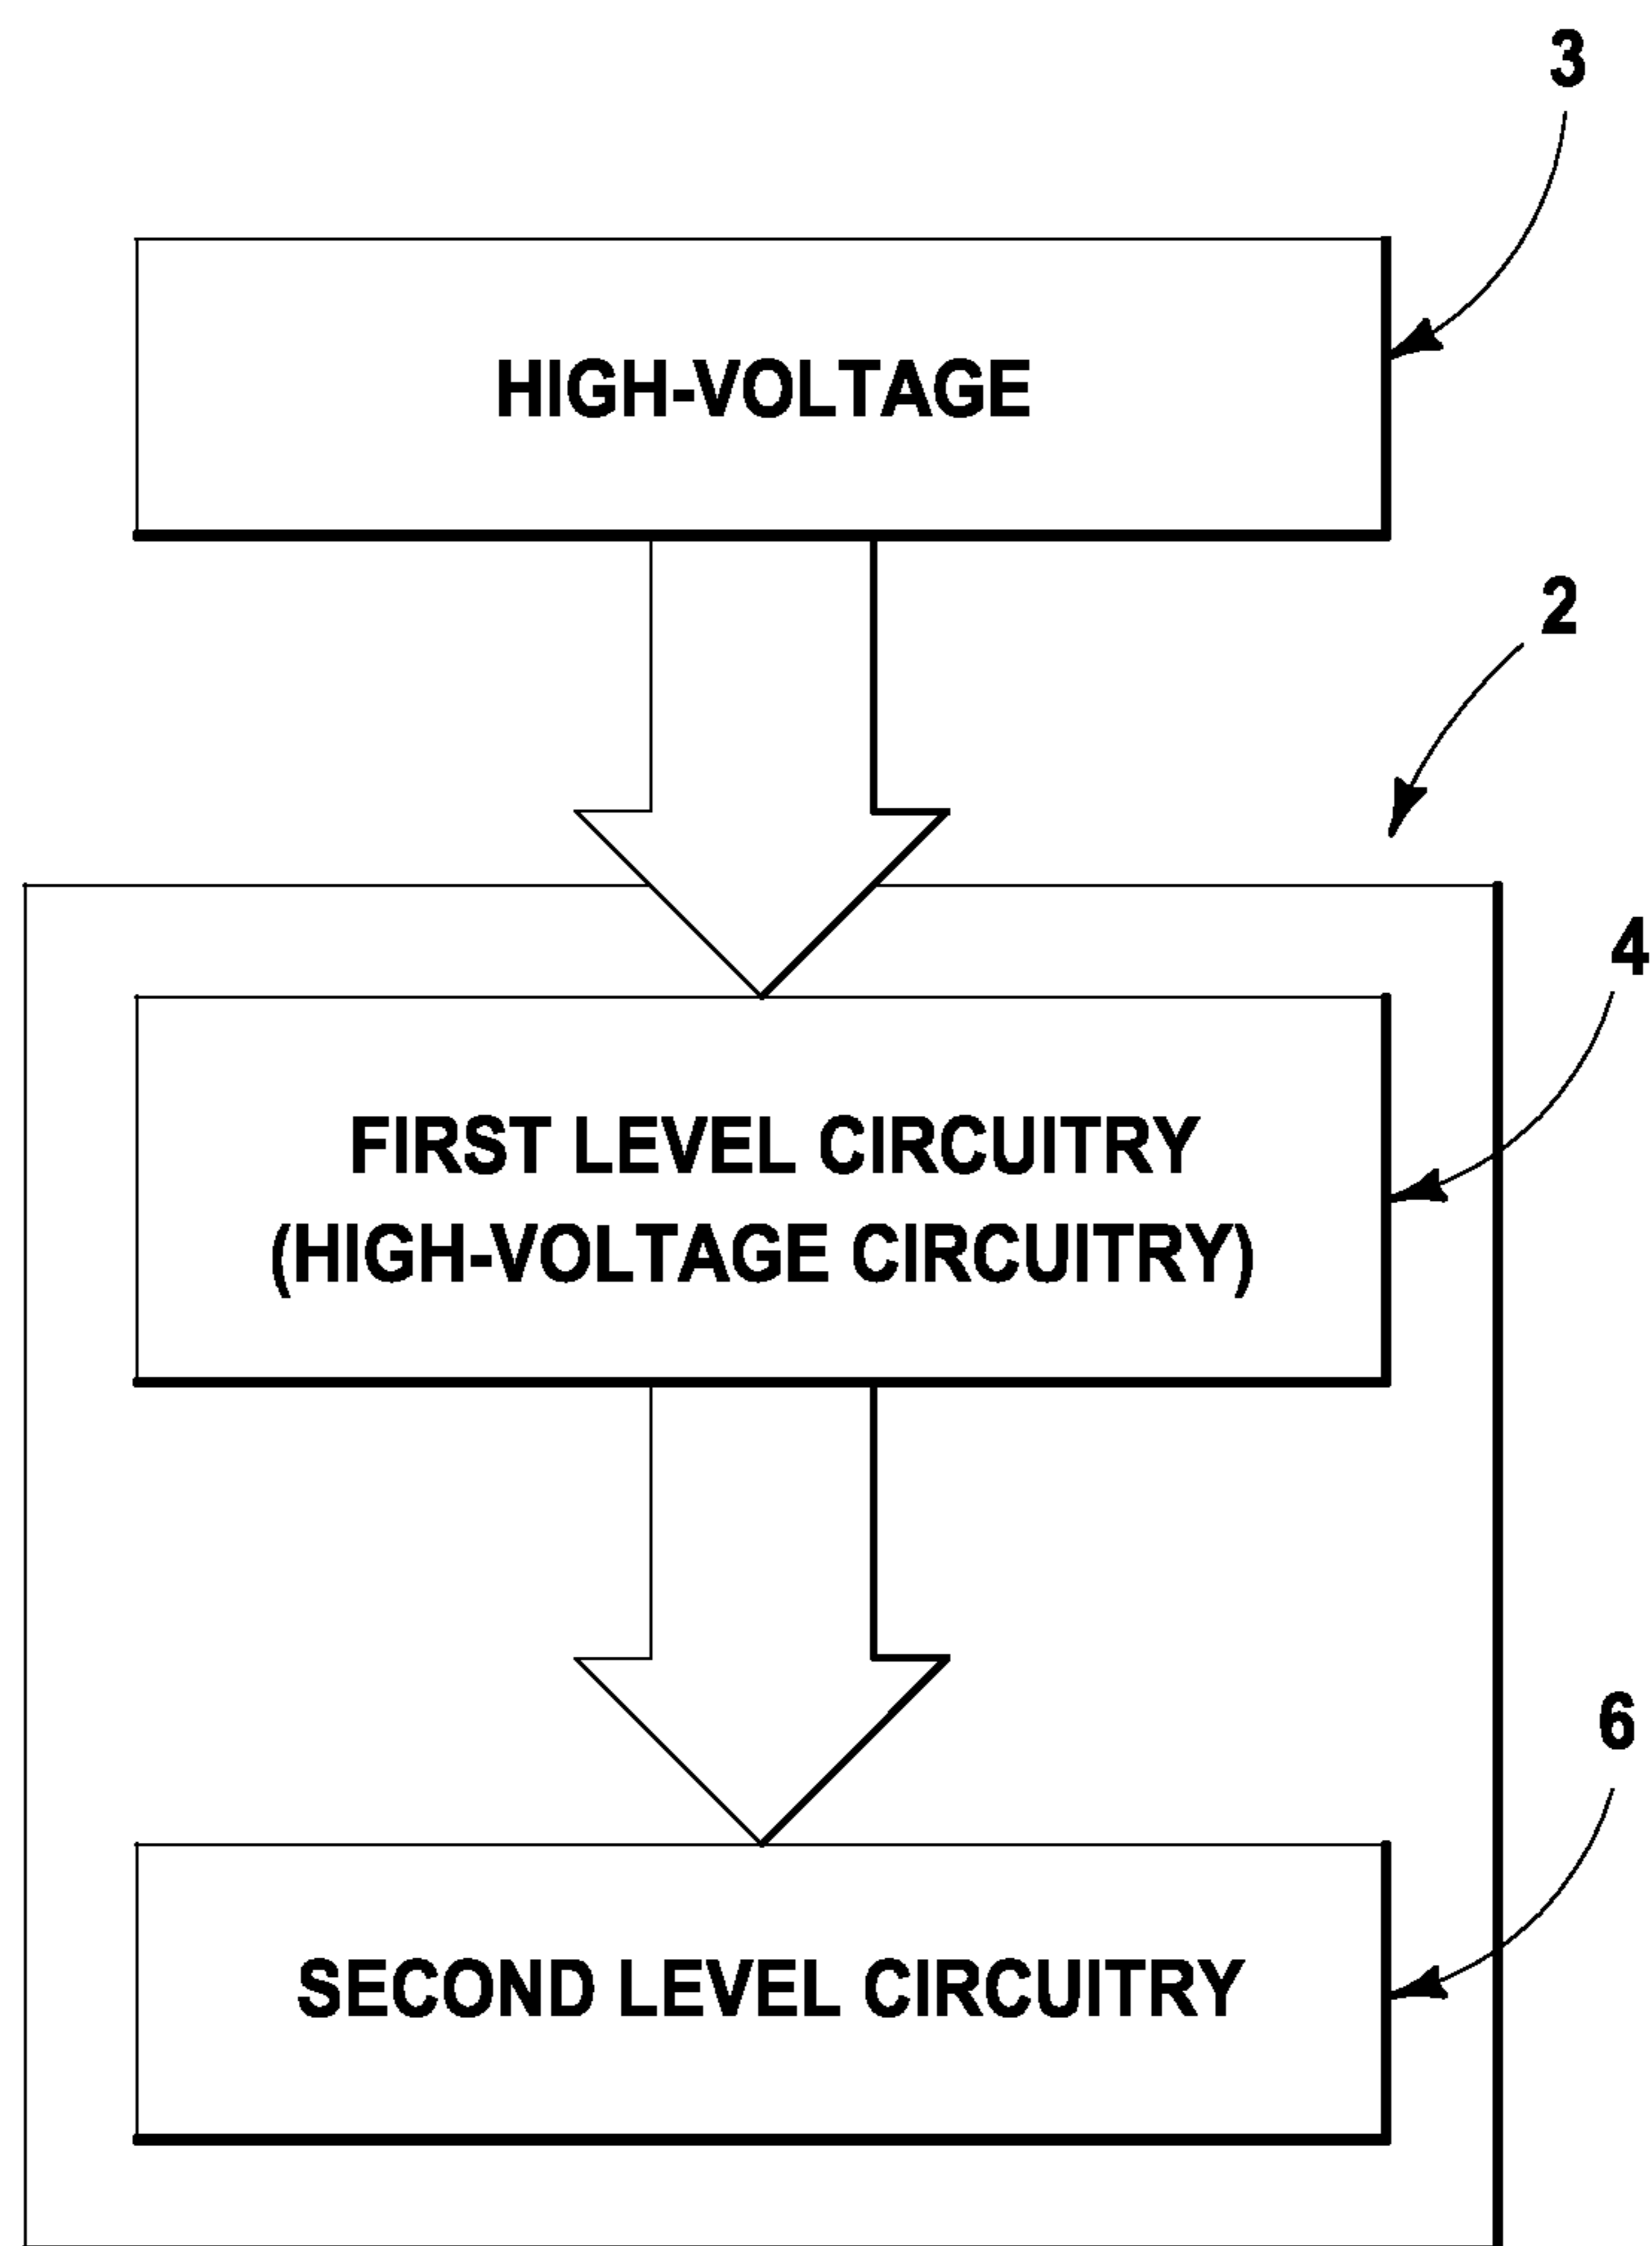 3
HIGH-VOLTAGE
2
4
FIRST LEVEL CIRCUITRY
(HIGH-VOLTAGE CIRCUITRY)
6
SECOND LEVEL CIRCUITRY